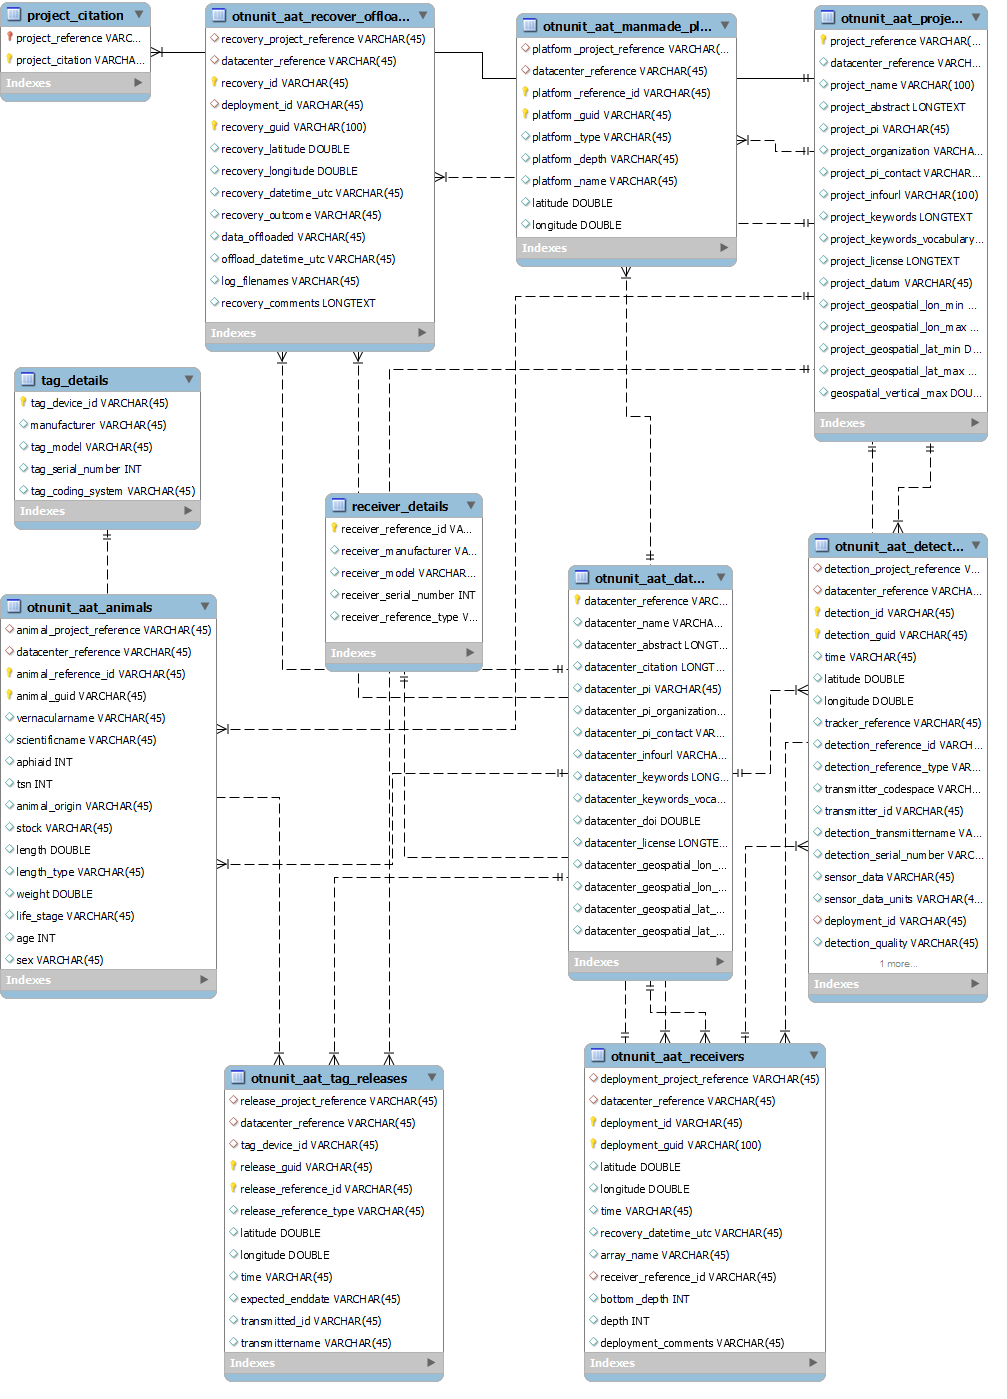 project_citation
project_reference VARC...
project_citation VARCHA...
Indexes
otnunit_aat_recover_offloa...
recovery_project_reference VARCHAR(45)
datacenter_reference VARCHAR(45)
recovery_id VARCHAR(45)
deployment_id VARCHAR(45)
recovery_guid VARCHAR(100)
recovery_latitude DOUBLE
recovery_longitude DOUBLE
recovery_datetime_utc VARCHAR(45)
recovery_outcome VARCHAR(45)
data_offloaded VARCHAR(45)
offload_datetime_utc VARCHAR(45)
log_filenames VARCHAR(45)
recovery_comments LONGTEXT
Indexes
otnunit_aat_manmade_pl...
platform_project_reference VARCHAR(...
datacenter_reference VARCHAR(45)
platform_reference_id VARCHAR(45)
platform_guid VARCHAR(45)
platform_type VARCHAR(45)
platform_depth VARCHAR(45)
platform_name VARCHAR(45)
latitude DOUBLE
longitude DOUBLE
Indexes
otnunit_aat_proje...
project_reference VARCHAR(...
datacenter_reference VARCH...
project_name VARCHAR(100)
project_abstract LONGTEXT
project_pi VARCHAR(45)
project_organization VARCHA...
project_pi_contact VARCHAR...
project_infourl VARCHAR(100)
project_keywords LONGTEXT
project_keywords_vocabulary...
project_license LONGTEXT
project_datum VARCHAR(45)
project_geospatial_lon_min ...
project_geospatial_lon_max ...
project_geospatial_lat_min D...
project_geospatial_lat_max ...
geospatial_vertical_max DOU...
Indexes
tag_details
tag_device_id VARCHAR(45)
manufacturer VARCHAR(45)
tag_model VARCHAR(45)
tag_serial_number INT
tag_coding_system VARCHAR(45)
Indexes
receiver_details
receiver_reference_id VA...
receiver_manufacturer VA...
receiver_model VARCHAR...
receiver_serial_number INT
receiver_reference_type V...
Indexes
otnunit_aat_animals
animal_project_reference VARCHAR(45)
datacenter_reference VARCHAR(45)
animal_reference_id VARCHAR(45)
animal_guid VARCHAR(45)
vernacularname VARCHAR(45)
scientificname VARCHAR(45)
aphiaid INT
tsn INT
animal_origin VARCHAR(45)
stock VARCHAR(45)
length DOUBLE
length_type VARCHAR(45)
weight DOUBLE
life_stage VARCHAR(45)
age INT
sex VARCHAR(45)
Indexes
otnunit_aat_dat...
datacenter_reference VARC...
datacenter_name VARCHA...
datacenter_abstract LONGT...
datacenter_citation LONGT...
datacenter_pi VARCHAR(45)
datacenter_pi_organization...
datacenter_pi_contact VAR...
datacenter_infourl VARCHA...
datacenter_keywords LONG...
datacenter_keywords_voca...
datacenter_doi DOUBLE
datacenter_license LONGTE...
datacenter_geospatial_lon_...
datacenter_geospatial_lon_...
datacenter_geospatial_lat_...
datacenter_geospatial_lat_...
Indexes
otnunit_aat_detect...
detection_project_reference V...
datacenter_reference VARCHA...
detection_id VARCHAR(45)
detection_guid VARCHAR(45)
time VARCHAR(45)
latitude DOUBLE
longitude DOUBLE
tracker_reference VARCHAR(45)
detection_reference_id VARCH...
detection_reference_type VAR...
transmitter_codespace VARCH...
transmitter_id VARCHAR(45)
detection_transmittername VA...
detection_serial_number VARC...
sensor_data VARCHAR(45)
sensor_data_units VARCHAR(4...
deployment_id VARCHAR(45)
detection_quality VARCHAR(45)
1 more...
Indexes
otnunit_aat_tag_releases
release_project_reference VARCHAR(45)
datacenter_reference VARCHAR(45)
tag_device_id VARCHAR(45)
release_guid VARCHAR(45)
release_reference_id VARCHAR(45)
release_reference_type VARCHAR(45)
latitude DOUBLE
longitude DOUBLE
time VARCHAR(45)
expected_enddate VARCHAR(45)
transmitted_id VARCHAR(45)
transmittername VARCHAR(45)
Indexes
otnunit_aat_receivers
deployment_project_reference VARCHAR(45)
datacenter_reference VARCHAR(45)
deployment_id VARCHAR(45)
deployment_guid VARCHAR(100)
latitude DOUBLE
longitude DOUBLE
time VARCHAR(45)
recovery_datetime_utc VARCHAR(45)
array_name VARCHAR(45)
receiver_reference_id VARCHAR(45)
bottom_depth INT
depth INT
deployment_comments VARCHAR(45)
Indexes